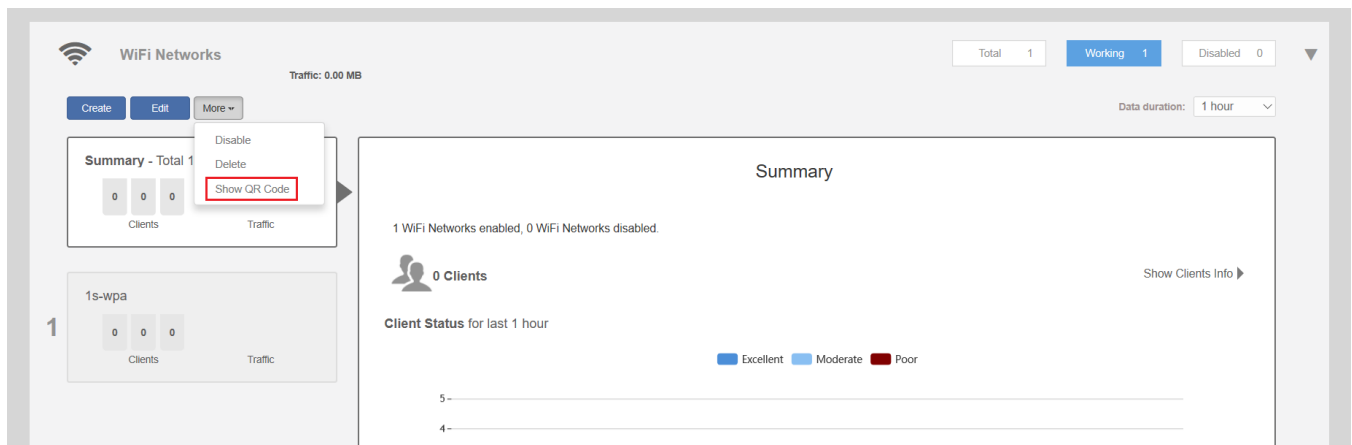 WiFi Networks
Total 1
Working 1
Disabled 0
Traffic: 0.00 MB
Create
Edit
More
Data duration: 1 hour
Disable
Delete
Show QR Code
Summary - Total 1
0 0 0
Clients Traffic
1
1s-wpa
0 0 0
Clients Traffic
Summary
1 WiFi Networks enabled, 0 WiFi Networks disabled.
0 Clients
Show Clients Info
Client Status for last 1 hour
Excellent Moderate Poor
5
4